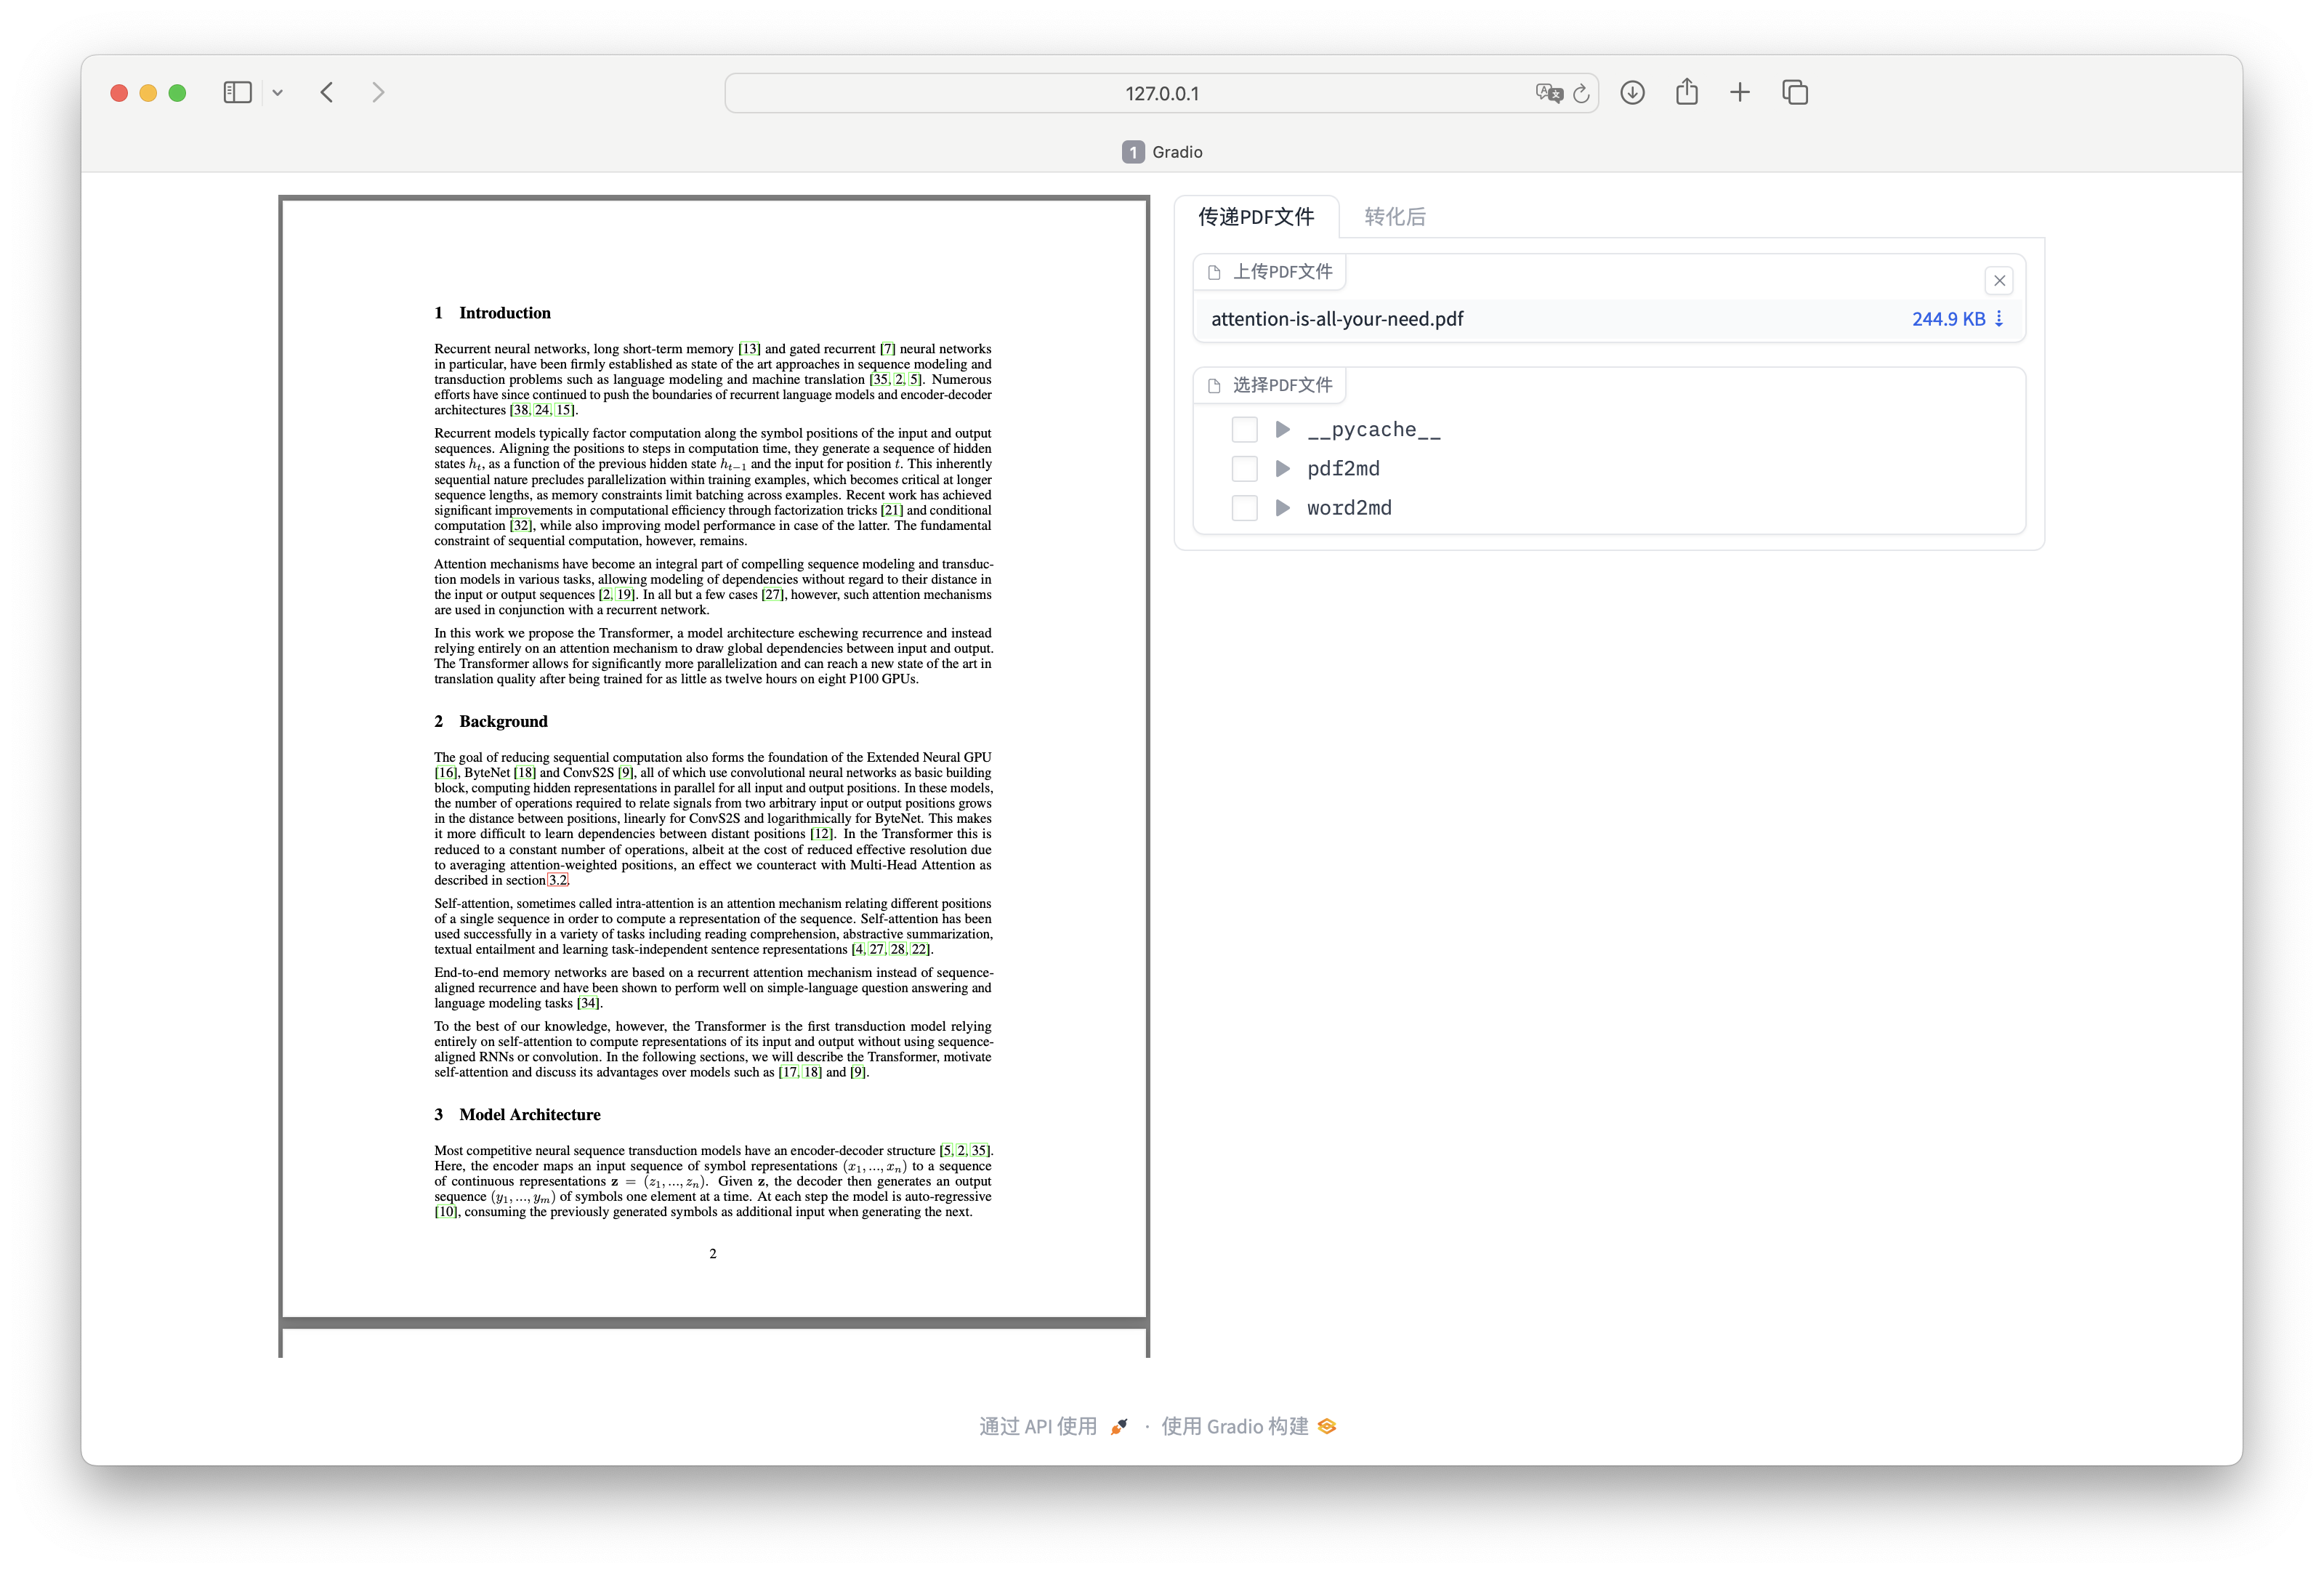 127.0.0.1
1 Gradio
1 Introduction
Recurrent neural networks, long short-term memory [13] and gated recurrent [7] neural networks
in particular, have been firmly established as state of the art approaches in sequence modeling and
transduction problems such as language modeling and machine translation [35, 2, 5]. Numerous
efforts have since continued to push the boundaries of recurrent language models and encoder-decoder
architectures [38, 24, 15].
Recurrent models typically factor computation along the symbol positions of the input and output
sequences. Aligning the positions to steps in computation time, they generate a sequence of hidden
states hₜ, as a function of the previous hidden state hₜ₋₁ and the input for position t. This inherently
sequential nature precludes parallelization within training examples, which becomes critical at longer
sequence lengths, as memory constraints limit batching across examples. Recent work has achieved
significant improvements in computational efficiency through factorization tricks [21] and conditional
computation [32], while also improving model performance in case of the latter. The fundamental
constraint of sequential computation, however, remains.
Attention mechanisms have become an integral part of compelling sequence modeling and transduc-
tion models in various tasks, allowing modeling of dependencies without regard to their distance in
the input or output sequences [2, 19]. In all but a few cases [27], however, such attention mechanisms
are used in conjunction with a recurrent network.
In this work we propose the Transformer, a model architecture eschewing recurrence and instead
relying entirely on an attention mechanism to draw global dependencies between input and output.
The Transformer allows for significantly more parallelization and can reach a new state of the art in
translation quality after being trained for as little as twelve hours on eight P100 GPUs.
2 Background
The goal of reducing sequential computation also forms the foundation of the Extended Neural GPU
[16], ByteNet [18] and ConvS2S [9], all of which use convolutional neural networks as basic building
block, computing hidden representations in parallel for all input and output positions. In these models,
the number of operations required to relate signals from two arbitrary input or output positions grows
in the distance between positions, linearly for ConvS2S and logarithmically for ByteNet. This makes
it more difficult to learn dependencies between distant positions [12]. In the Transformer this is
reduced to a constant number of operations, albeit at the cost of reduced effective resolution due
to averaging attention-weighted positions, an effect we counteract with Multi-Head Attention as
described in section 3.2.
Self-attention, sometimes called intra-attention is an attention mechanism relating different positions
of a single sequence in order to compute a representation of the sequence. Self-attention has been
used successfully in a variety of tasks including reading comprehension, abstractive summarization,
textual entailment and learning task-independent sentence representations [4, 27, 28, 22].
End-to-end memory networks are based on a recurrent attention mechanism instead of sequence-
aligned recurrence and have been shown to perform well on simple-language question answering and
language modeling tasks [34].
To the best of our knowledge, however, the Transformer is the first transduction model relying
entirely on self-attention to compute representations of its input and output without using sequence-
aligned RNNs or convolution. In the following sections, we will describe the Transformer, motivate
self-attention and discuss its advantages over models such as [17, 18] and [9].
3 Model Architecture
Most competitive neural sequence transduction models have an encoder-decoder structure [5, 2, 35].
Here, the encoder maps an input sequence of symbol representations (x₁, ..., xₙ) to a sequence
of continuous representations z = (z₁, ..., zₙ). Given z, the decoder then generates an output
sequence (y₁, ..., yₘ) of symbols one element at a time. At each step the model is auto-regressive
[10], consuming the previously generated symbols as additional input when generating the next.
2
传递PDF文件 转化后
上传PDF文件
attention-is-all-your-need.pdf 244.9 KB ⇣
选择PDF文件
__pycache__
pdf2md
word2md
通过 API 使用 · 使用 Gradio 构建